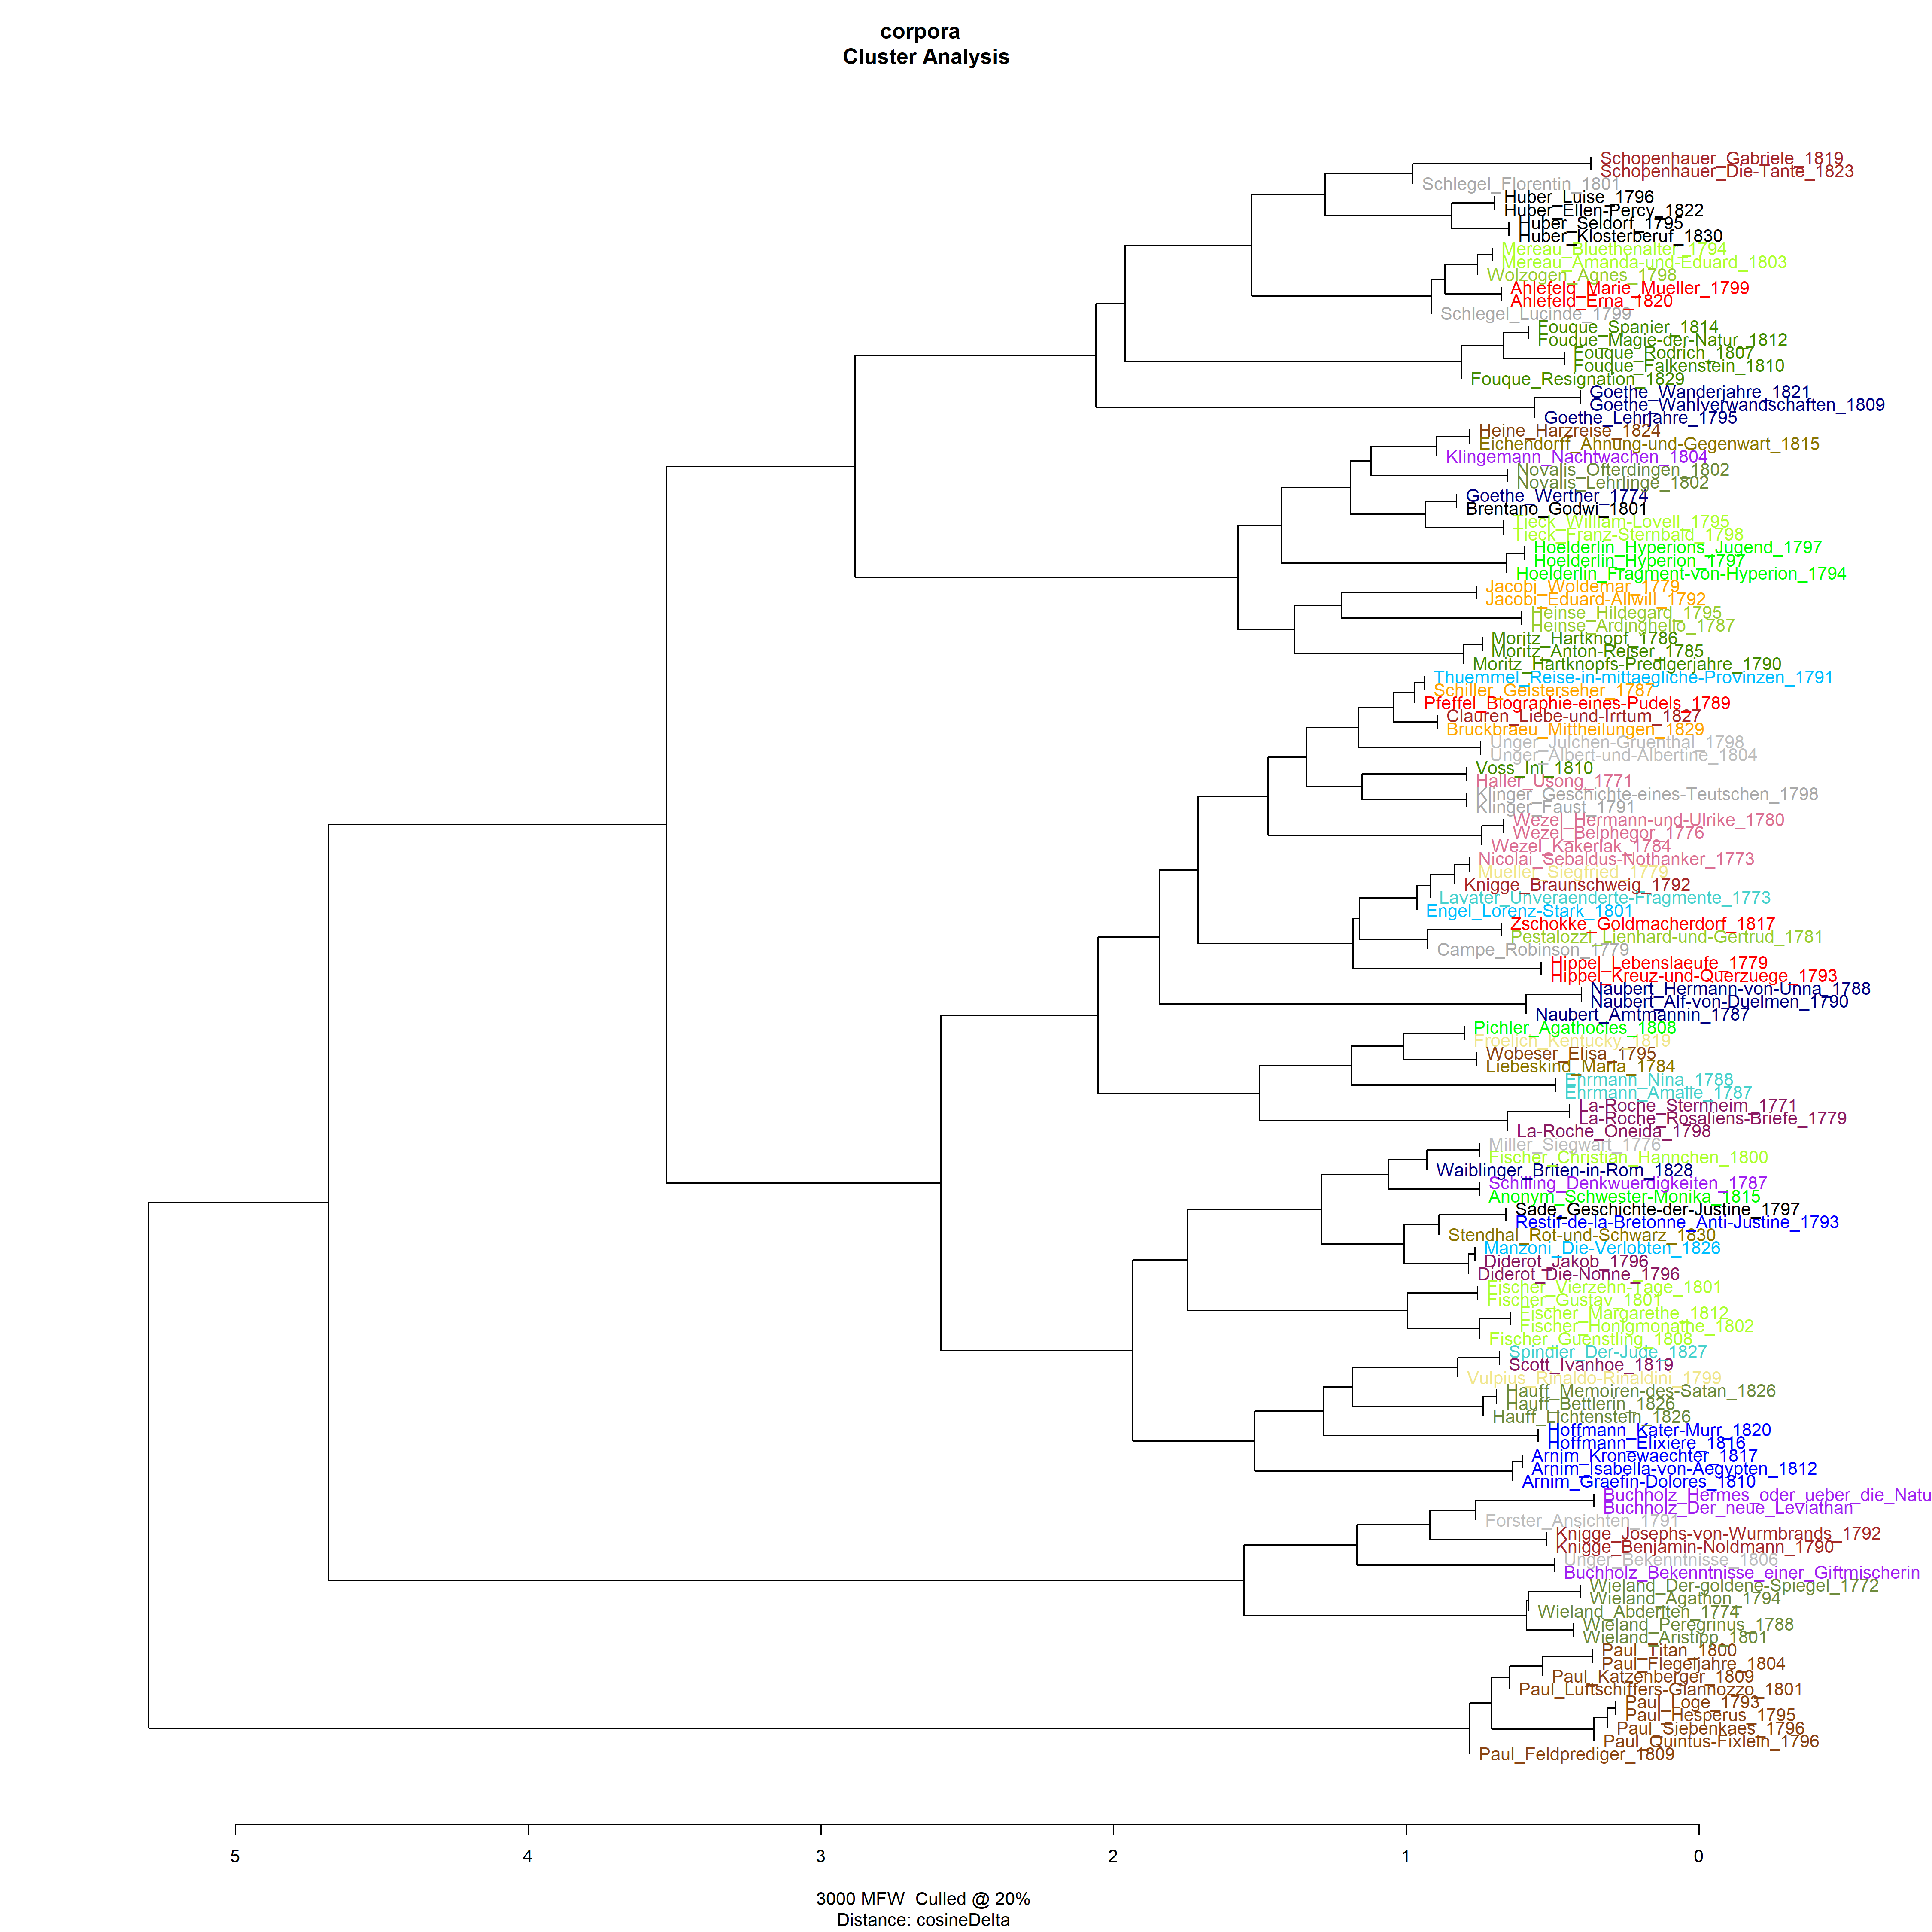 corpora
Cluster Analysis
Schopenhauer_Gabriele_1819
Schopenhauer_Die-Tante_1823
Schlegel_Florentin_1801
Huber_Luise_1796
Huber_Ellen-Percy_1822
Huber_Seldorf_1795
Huber_Klosterberuf_1830
Mereau_Bluethenalter_1794
Mereau_Amanda-und-Eduard_1803
Wolzogen_Agnes_1798
Ahlefeld_Marie_Mueller_1799
Ahlefeld_Erna_1820
Schlegel_Lucinde_1799
Fouque_Spanier_1814
Fouque_Magie-der-Natur_1812
Fouque_Rodrich_1807
Fouque_Falkenstein_1810
Fouque_Resignation_1829
Goethe_Wanderjahre_1821
Goethe_Wahlverwandschaften_1809
Goethe_Lehrjahre_1795
Heine_Harzreise_1824
Eichendorff_Ahnung-und-Gegenwart_1815
Klingemann_Nachtwachen_1804
Novalis_Ofterdingen_1802
Novalis_Lehrlinge_1802
Goethe_Werther_1774
Brentano_Godwi_1801
Tieck_William-Lovell_1795
Tieck_Franz-Sternbald_1798
Hoelderlin_Hyperions_Jugend_1797
Hoelderlin_Hyperion_1797
Hoelderlin_Fragment-von-Hyperion_1794
Jacobi_Woldemar_1779
Jacobi_Eduard-Allwill_1792
Heinse_Hildegard_1795
Heinse_Ardinghello_1787
Moritz_Hartknopf_1786
Moritz_Anton-Reiser_1785
Moritz_Hartknopfs-Predigerjahre_1790
Thuemmel_Reise-in-mittaegliche-Provinzen_1791
Schiller_Geisterseher_1787
Pfeffel_Biographie-eines-Pudels_1789
Clauren_Liebe-und-Irrtum_1827
Bruckbraeu_Mittheilungen_1829
Unger_Julchen-Gruenthal_1798
Unger_Albert-und-Albertine_1804
Voss_Ini_1810
Haller_Usong_1771
Klinger_Geschichte-eines-Teutschen_1798
Klinger_Faust_1791
Wezel_Hermann-und-Ulrike_1780
Wezel_Belphegor_1776
Wezel_Kakerlak_1784
Nicolai_Sebaldus-Nothanker_1773
Mueller_Siegfried_1779
Knigge_Braunschweig_1792
Lavater_Unveraenderte-Fragmente_1773
Engel_Lorenz-Stark_1801
Zschokke_Goldmacherdorf_1817
Pestalozzi_Lienhard-und-Gertrud_1781
Campe_Robinson_1779
Hippel_Lebenslaeufe_1779
Hippel_Kreuz-und-Querzuege_1793
Naubert_Hermann-von-Unna_1788
Naubert_Alf-von-Duelmen_1790
Naubert_Amtmannin_1787
Pichler_Agathocles_1808
Froelich_Kentucky_1819
Wobeser_Elisa_1795
Liebeskind_Maria_1784
Ehrmann_Nina_1788
Ehrmann_Amalie_1787
La-Roche_Sternheim_1771
La-Roche_Rosaliens-Briefe_1779
La-Roche_Oneida_1798
Miller_Siegwart_1776
Fischer_Christian_Hannchen_1800
Waiblinger_Briten-in-Rom_1828
Schilling_Denkwuerdigkeiten_1787
Anonym_Schwester-Monika_1815
Sade_Geschichte-der-Justine_1797
Restif-de-la-Bretonne_Anti-Justine_1793
Stendhal_Rot-und-Schwarz_1830
Manzoni_Die-Verlobten_1826
Diderot_Jakob_1796
Diderot_Die-Nonne_1796
Fischer_Vierzehn-Tage_1801
Fischer_Gustav_1801
Fischer_Margarethe_1812
Fischer_Honigmonathe_1802
Fischer_Guenstling_1808
Spindler_Der-Jude_1827
Scott_Ivanhoe_1819
Vulpius_Rinaldo-Rinaldini_1799
Hauff_Memoiren-des-Satan_1826
Hauff_Bettlerin_1826
Hauff_Lichtenstein_1826
Hoffmann_Kater-Murr_1820
Hoffmann_Elixiere_1816
Arnim_Kronewaechter_1817
Arnim_Isabella-von-Aegypten_1812
Arnim_Graefin-Dolores_1810
Buchholz_Hermes_oder_ueber_die_Natu
Buchholz_Der_neue_Leviathan
Forster_Ansichten_1791
Knigge_Josephs-von-Wurmbrands_1792
Knigge_Benjamin-Noldmann_1790
Unger_Bekenntnisse_1806
Buchholz_Bekenntnisse_einer_Giftmischerin
Wieland_Der-goldene-Spiegel_1772
Wieland_Agathon_1794
Wieland_Abderiten_1774
Wieland_Peregrinus_1788
Wieland_Aristipp_1801
Paul_Titan_1800
Paul_Flegeljahre_1804
Paul_Katzenberger_1809
Paul_Luftschiffers-Giannozzo_1801
Paul_Loge_1793
Paul_Hesperus_1795
Paul_Siebenkaes_1796
Paul_Quintus-Fixlein_1796
Paul_Feldprediger_1809
5 4 3 2 1 0
3000 MFW Culled @ 20%
Distance: cosineDelta